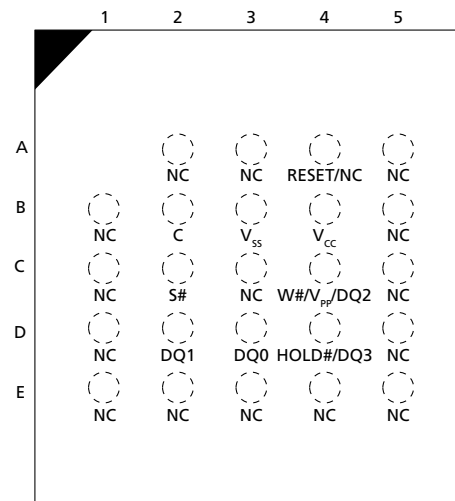 1 2 3 4 5
A
NC NC RESET/NC NC
B
NC C VSS VCC NC
C
NC S# NC W#/VPP/DQ2 NC
D
NC DQ1 DQ0 HOLD#/DQ3 NC
E
NC NC NC NC NC